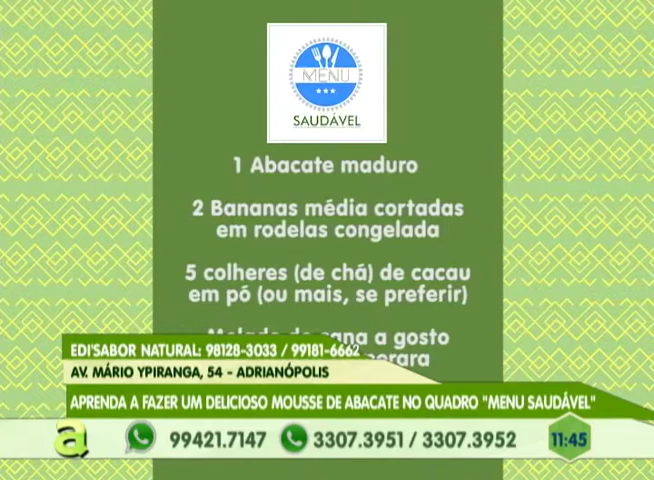 MENU
SAUDÁVEL
1 Abacate maduro
2 Bananas média cortadas
em rodelas congelada
5 colheres (de chá) de cacau
em pó (ou mais, se preferir)
a gosto
EDI'SABOR NATURAL: 98128-3033 / 99181-6662
AV. MÁRIO YPIRANGA, 54 - ADRIANÓPOLIS
APRENDA A FAZER UM DELICIOSO MOUSSE DE ABACATE NO QUADRO "MENU SAUDÁVEL"
a 99421.7147 3307.3951 / 3307.3952 11:45